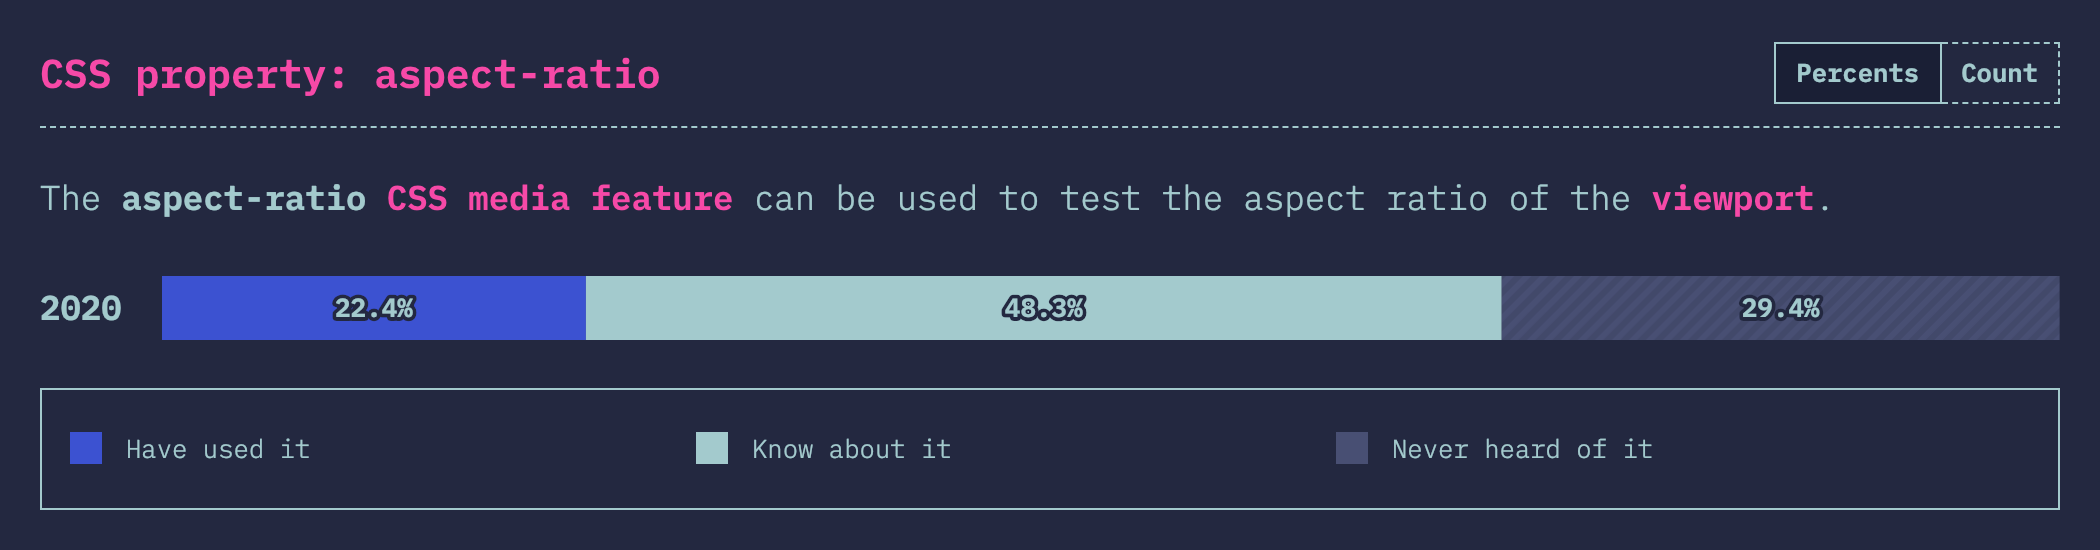 CSS property: aspect-ratio
Percents Count
The aspect-ratio CSS media feature can be used to test the aspect ratio of the viewport.
2020 22.4% 48.3% 29.4%
Have used it Know about it Never heard of it